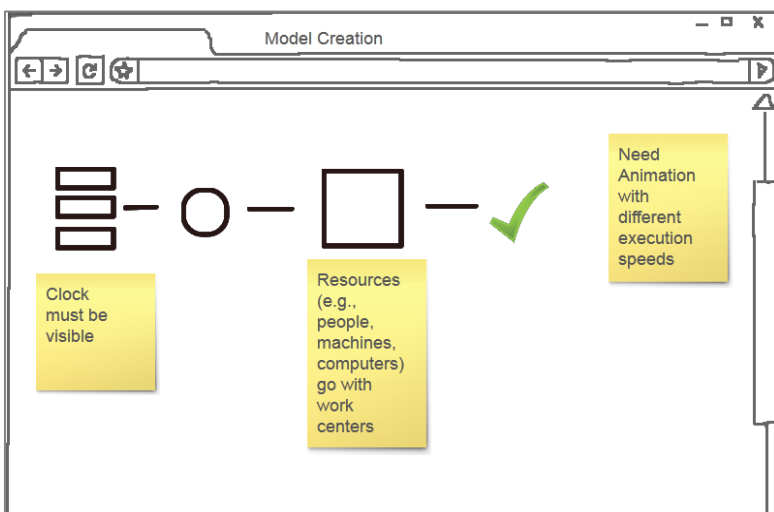 Model Creation
Need
Animation
with
different
execution
speeds
Clock
must be
visible
Resources
(e.g.,
people,
machines,
computers)
go with
work
centers